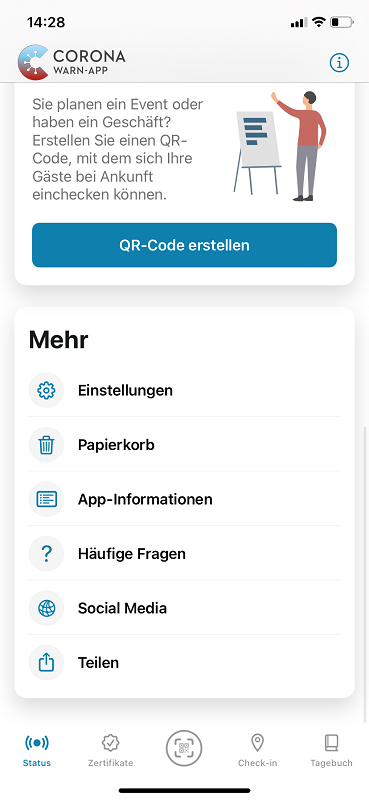 14:28
CORONA
WARN-APP
Sie planen ein Event oder
haben ein Geschäft?
Erstellen Sie einen QR-
Code, mit dem sich Ihre
Gäste bei Ankunft
einchecken können.
QR-Code erstellen
Mehr
Einstellungen
Papierkorb
App-Informationen
Häufige Fragen
Social Media
Teilen
Status
Zertifikate
Check-in
Tagebuch